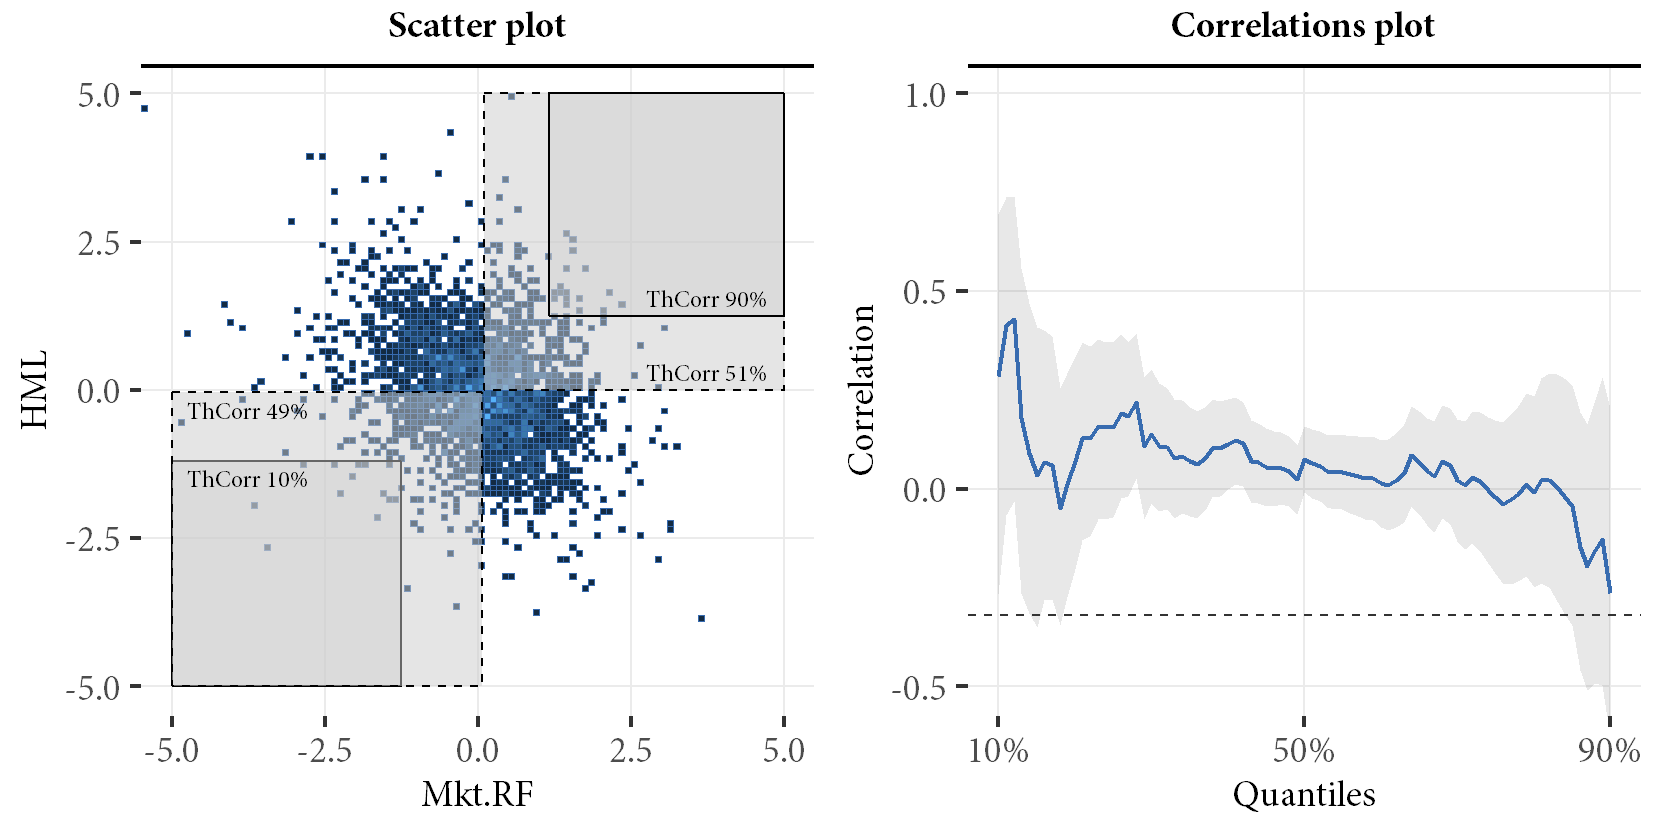 Scatter plot
5.0
2.5
0.0
-2.5
-5.0
HML
ThCorr 90%
ThCorr 51%
ThCorr 49%
ThCorr 10%
-5.0
-2.5
0.0
2.5
5.0
Mkt.RF
Correlations plot
1.0
0.5
0.0
-0.5
Correlation
10%
50%
90%
Quantiles